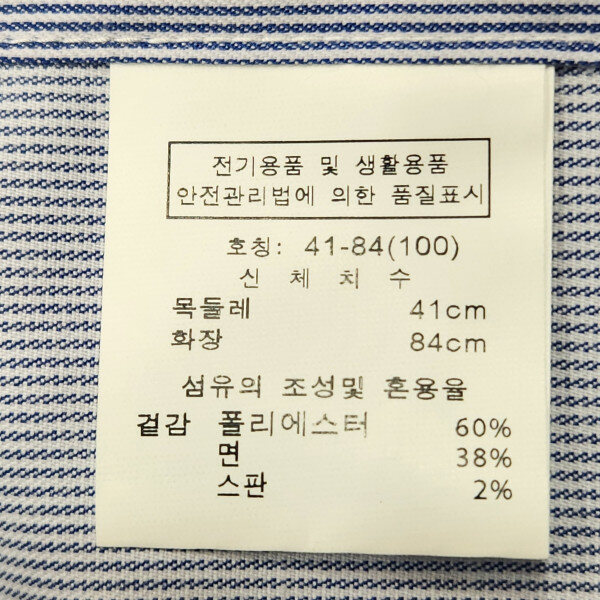 전기용품 및 생활용품
안전관리법에 의한 품질표시
호칭: 41-84(100)
신 체 치 수
목둘레 41cm
화장 84cm
섬유의 조성및 혼용율
겉감 폴리에스터 60%
면 38%
스판 2%